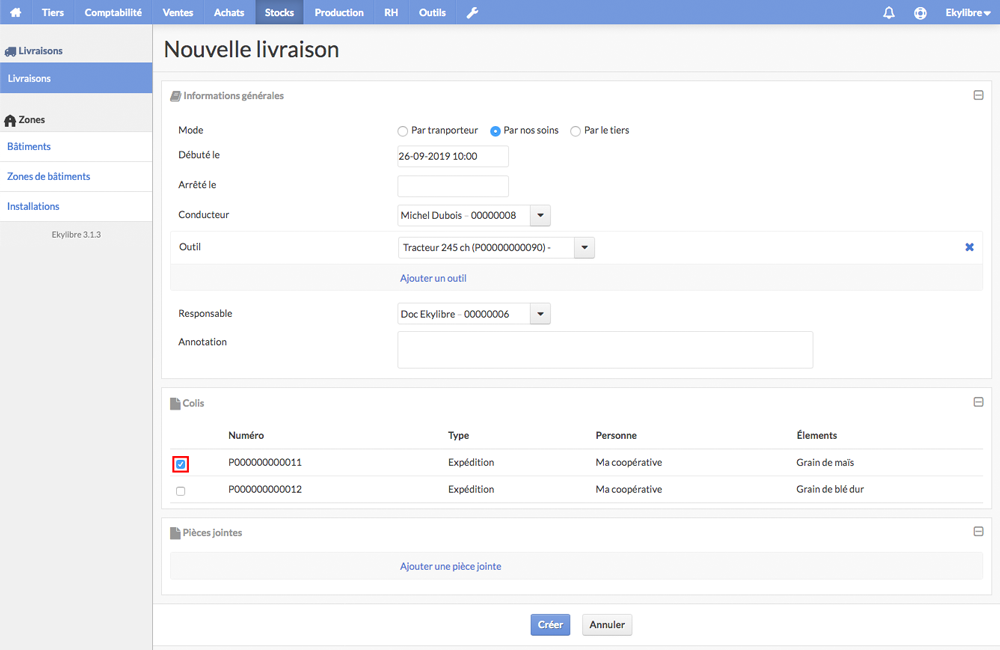 Tiers Comptabilité Ventes Achats Stocks Production RH Outils Ekylibre
Livraisons
Livraisons
Zones
Bâtiments
Zones de bâtiments
Installations
Ekylibre 3.1.3
Nouvelle livraison
Informations générales
Mode Par tranporteur Par nos soins Par le tiers
Débuté le 26-09-2019 10:00
Arrêté le
Conducteur Michel Dubois - 00000008
Outil Tracteur 245 ch (P00000000090) -
Ajouter un outil
Responsable Doc Ekylibre - 00000006
Annotation
Colis
Numéro Type Personne Élements
P000000000011 Expédition Ma coopérative Grain de maïs
P000000000012 Expédition Ma coopérative Grain de blé dur
Pièces jointes
Ajouter une pièce jointe
Créer Annuler